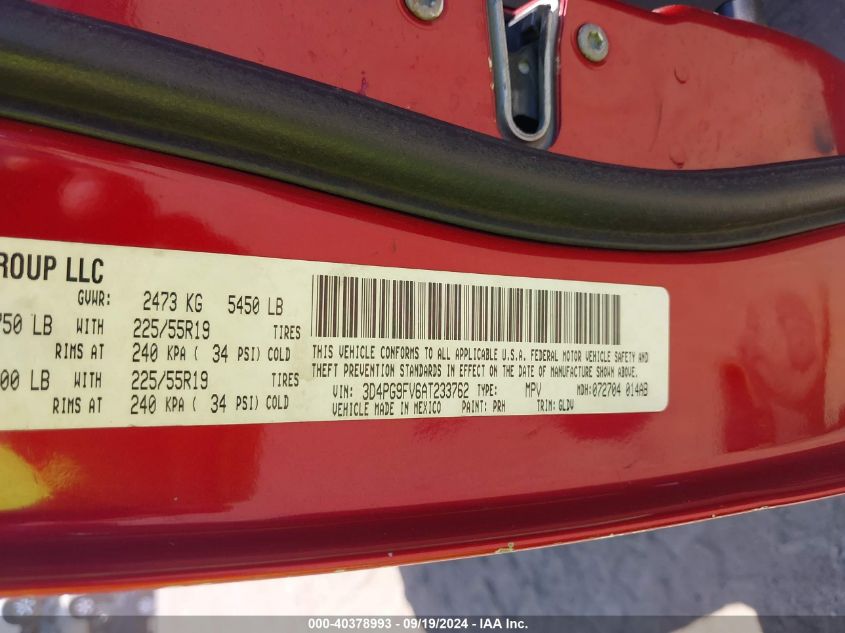 ROUP LLC
GVWR: 2473 KG 5450 LB
750 LB WITH 225/55R19 TIRES
RIMS AT 240 KPA ( 34 PSI) COLD
00 LB WITH 225/55R19 TIRES
RIMS AT 240 KPA ( 34 PSI) COLD
THIS VEHICLE CONFORMS TO ALL APPLICABLE U.S.A. FEDERAL MOTOR VEHICLE SAFETY AND
THEFT PREVENTION STANDARDS IN EFFECT ON THE DATE OF MANUFACTURE SHOWN ABOVE.
VIN: 3D4PG9FV6AT233762 TYPE: MPV MDH:072704 014AB
VEHICLE MADE IN MEXICO PAINT: PRH TRIM: GLDV
000-40378993 - 09/19/2024 - IAA Inc.